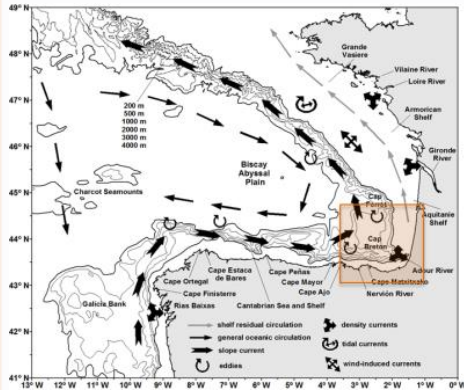 49°N
48°N
47°N
46°N
45°N
44°N
43°N
42°N
41°N
13°W
12°W
11°W
10°W
9°W
8°W
7°W
6°W
5°W
4°W
3°W
2°W
1°W
Grande
Vasiere
Vilaine River
Loire River
Armorican
Shelf
Gironde
River
200 m
500 m
1000 m
2000 m
3000 m
4000 m
Biscay
Abyssal
Plain
Charcot Seamounts
Cap
Ferret
Aquitanie
Shelf
Cap
Breton
Adour River
Cape Estaca
de Bares
Cape Peñas
Cape Mayor
Cape Ajo
Cape Matxitxako
Nervión River
Cape Ortegal
Cape Finisterre
Rias Baixas
Cantabrian Sea and Shelf
Galicia Bank
shelf residual circulation
general oceanic circulation
slope current
eddies
density currents
tidal currents
wind-induced currents